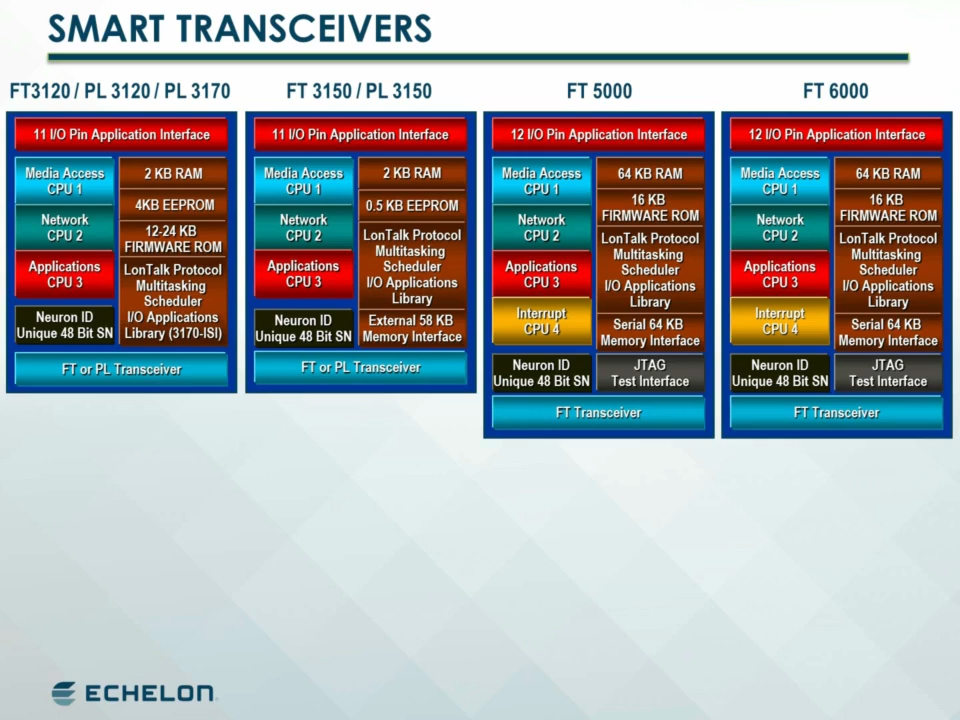 SMART TRANSCEIVERS
FT3120 / PL 3120 / PL 3170
11 I/O Pin Application Interface
Media Access
CPU 1
Network
CPU 2
Applications
CPU 3
Neuron ID
Unique 48 Bit SN
2 KB RAM
4KB EEPROM
12-24 KB
FIRMWARE ROM
LonTalk Protocol
Multitasking
Scheduler
I/O Applications
Library (3170-ISI)
FT or PL Transceiver
FT 3150 / PL 3150
11 I/O Pin Application Interface
Media Access
CPU 1
Network
CPU 2
Applications
CPU 3
Neuron ID
Unique 48 Bit SN
2 KB RAM
0.5 KB EEPROM
LonTalk Protocol
Multitasking
Scheduler
I/O Applications
Library
External 58 KB
Memory Interface
FT or PL Transceiver
FT 5000
12 I/O Pin Application Interface
Media Access
CPU 1
Network
CPU 2
Applications
CPU 3
Interrupt
CPU 4
Neuron ID
Unique 48 Bit SN
64 KB RAM
16 KB
FIRMWARE ROM
LonTalk Protocol
Multitasking
Scheduler
I/O Applications
Library
Serial 64 KB
Memory Interface
JTAG
Test Interface
FT Transceiver
FT 6000
12 I/O Pin Application Interface
Media Access
CPU 1
Network
CPU 2
Applications
CPU 3
Interrupt
CPU 4
Neuron ID
Unique 48 Bit SN
64 KB RAM
16 KB
FIRMWARE ROM
LonTalk Protocol
Multitasking
Scheduler
I/O Applications
Library
Serial 64 KB
Memory Interface
JTAG
Test Interface
FT Transceiver
ECHELON